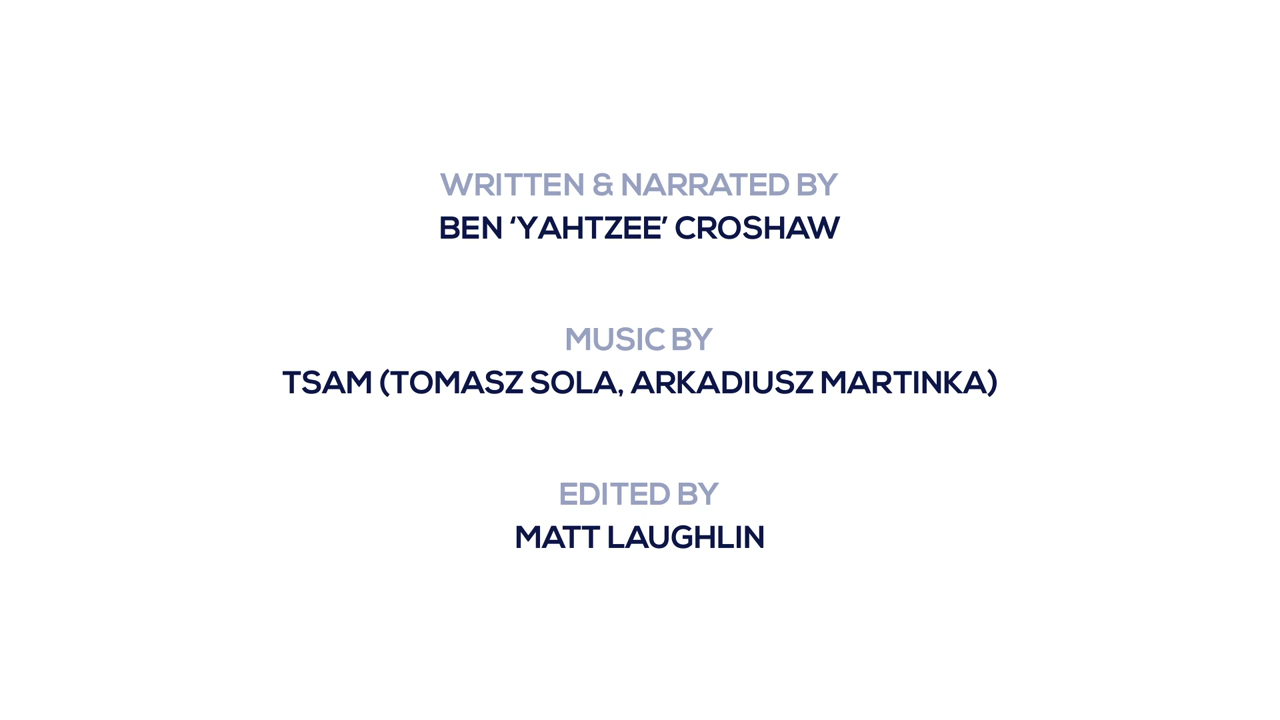 WRITTEN & NARRATED BY
BEN ‘YAHTZEE’ CROSHAW
MUSIC BY
TSAM (TOMASZ SOLA, ARKADIUSZ MARTINKA)
EDITED BY
MATT LAUGHLIN